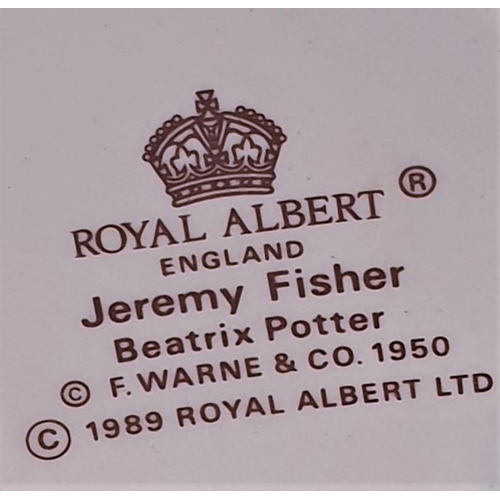 ROYAL ALBERT ®
ENGLAND
Jeremy Fisher
Beatrix Potter
© F. WARNE & CO. 1950
© 1989 ROYAL ALBERT LTD